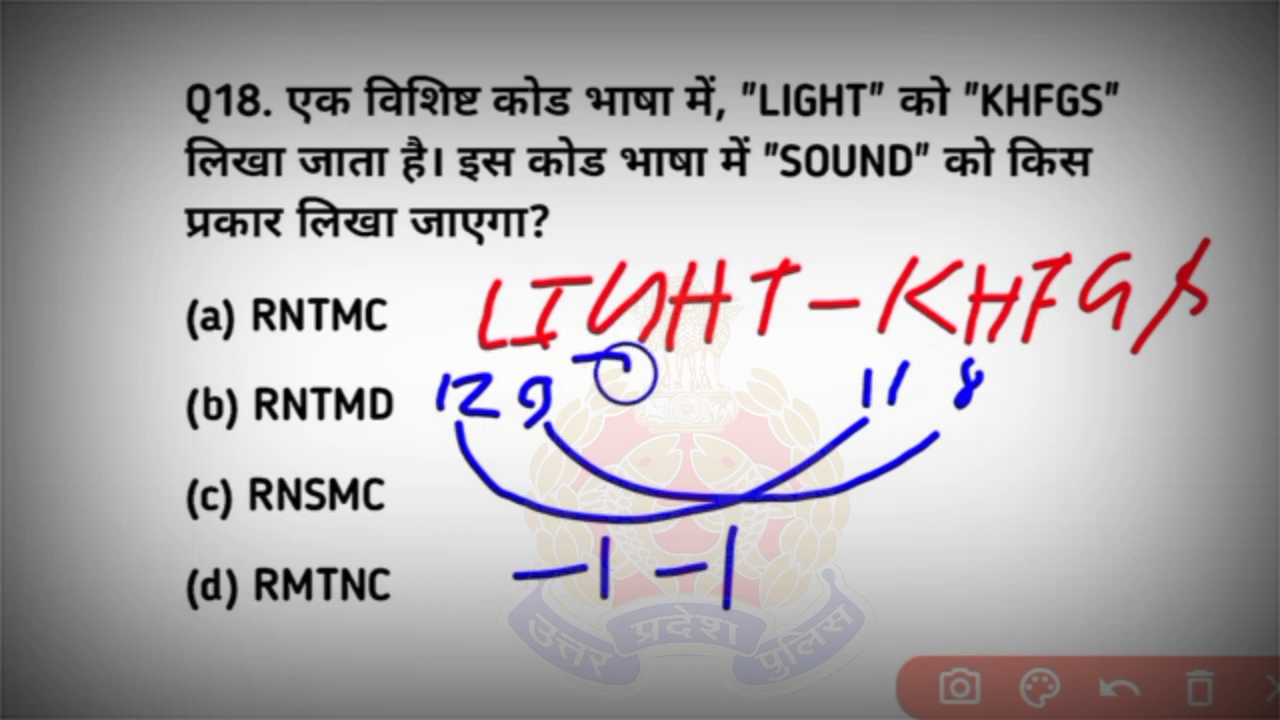 Q18. एक विशिष्ट कोड भाषा में, "LIGHT" को "KHFGS"
लिखा जाता है। इस कोड भाषा में "SOUND" को किस
प्रकार लिखा जाएगा?
LIGHT - KHFGS
(a) RNTMC
12 9 7 11 8
(b) RNTMD
(c) RNSMC
-1 -1
(d) RMTNC
उत्तर प्रदेश पुलिस